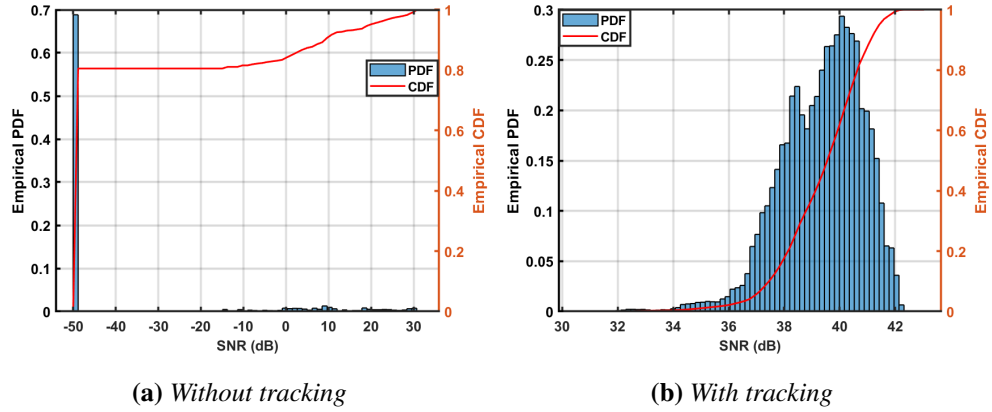 0.7
0.6
0.5
0.4
0.3
0.2
0.1
0
Empirical PDF
1
0.8
0.6
0.4
0.2
0
Empirical CDF
PDF
CDF
-50 -40 -30 -20 -10 0 10 20 30
SNR (dB)
(a) Without tracking
0.3
0.25
0.2
0.15
0.1
0.05
0
Empirical PDF
PDF
CDF
1
0.8
0.6
0.4
0.2
0
Empirical CDF
30 32 34 36 38 40 42
SNR (dB)
(b) With tracking